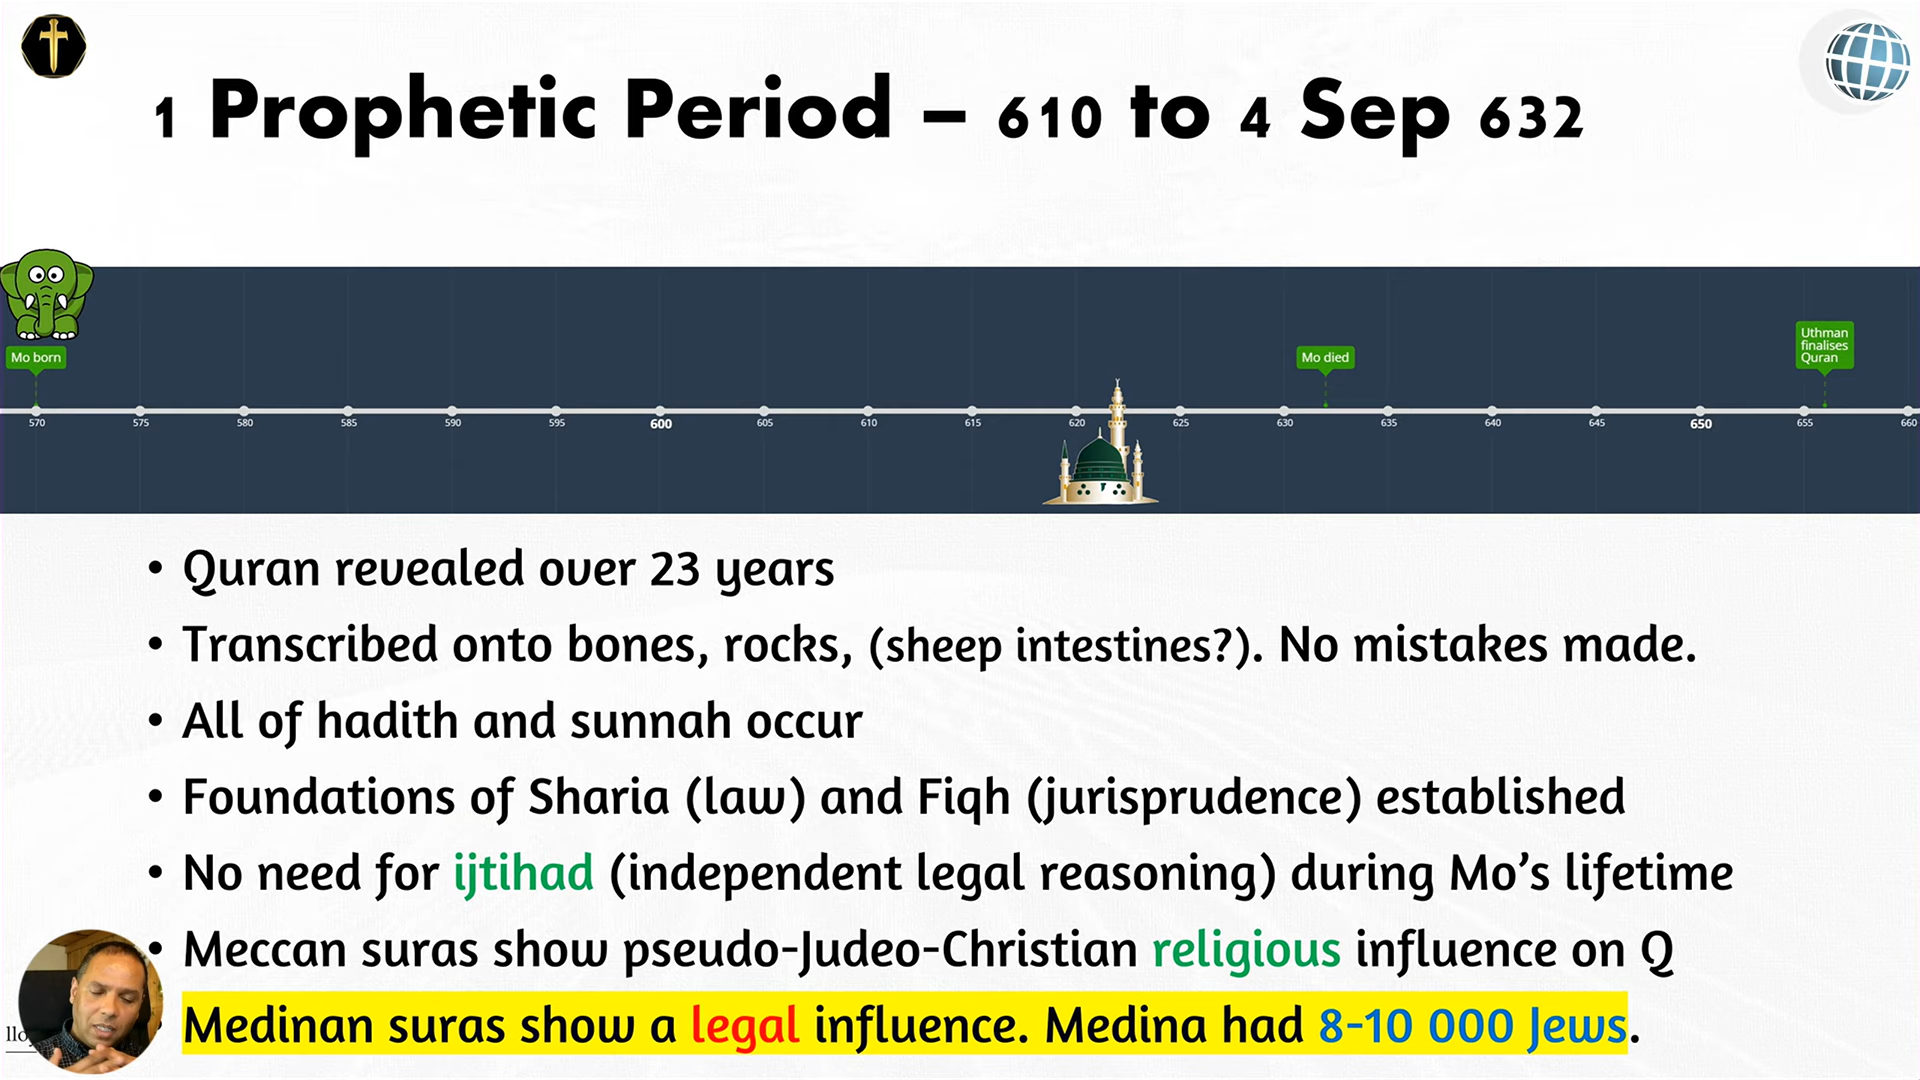 1 Prophetic Period – 610 to 4 Sep 632
Mo born
Mo died
Uthman
finalises
Quran
570 575 580 585 590 595 600 605 610 615 620 625 630 635 640 645 650 655 660
• Quran revealed over 23 years
• Transcribed onto bones, rocks, (sheep intestines?). No mistakes made.
• All of hadith and sunnah occur
• Foundations of Sharia (law) and Fiqh (jurisprudence) established
• No need for ijtihad (independent legal reasoning) during Mo’s lifetime
• Meccan suras show pseudo-Judeo-Christian religious influence on Q
• Medinan suras show a legal influence. Medina had 8-10 000 Jews.